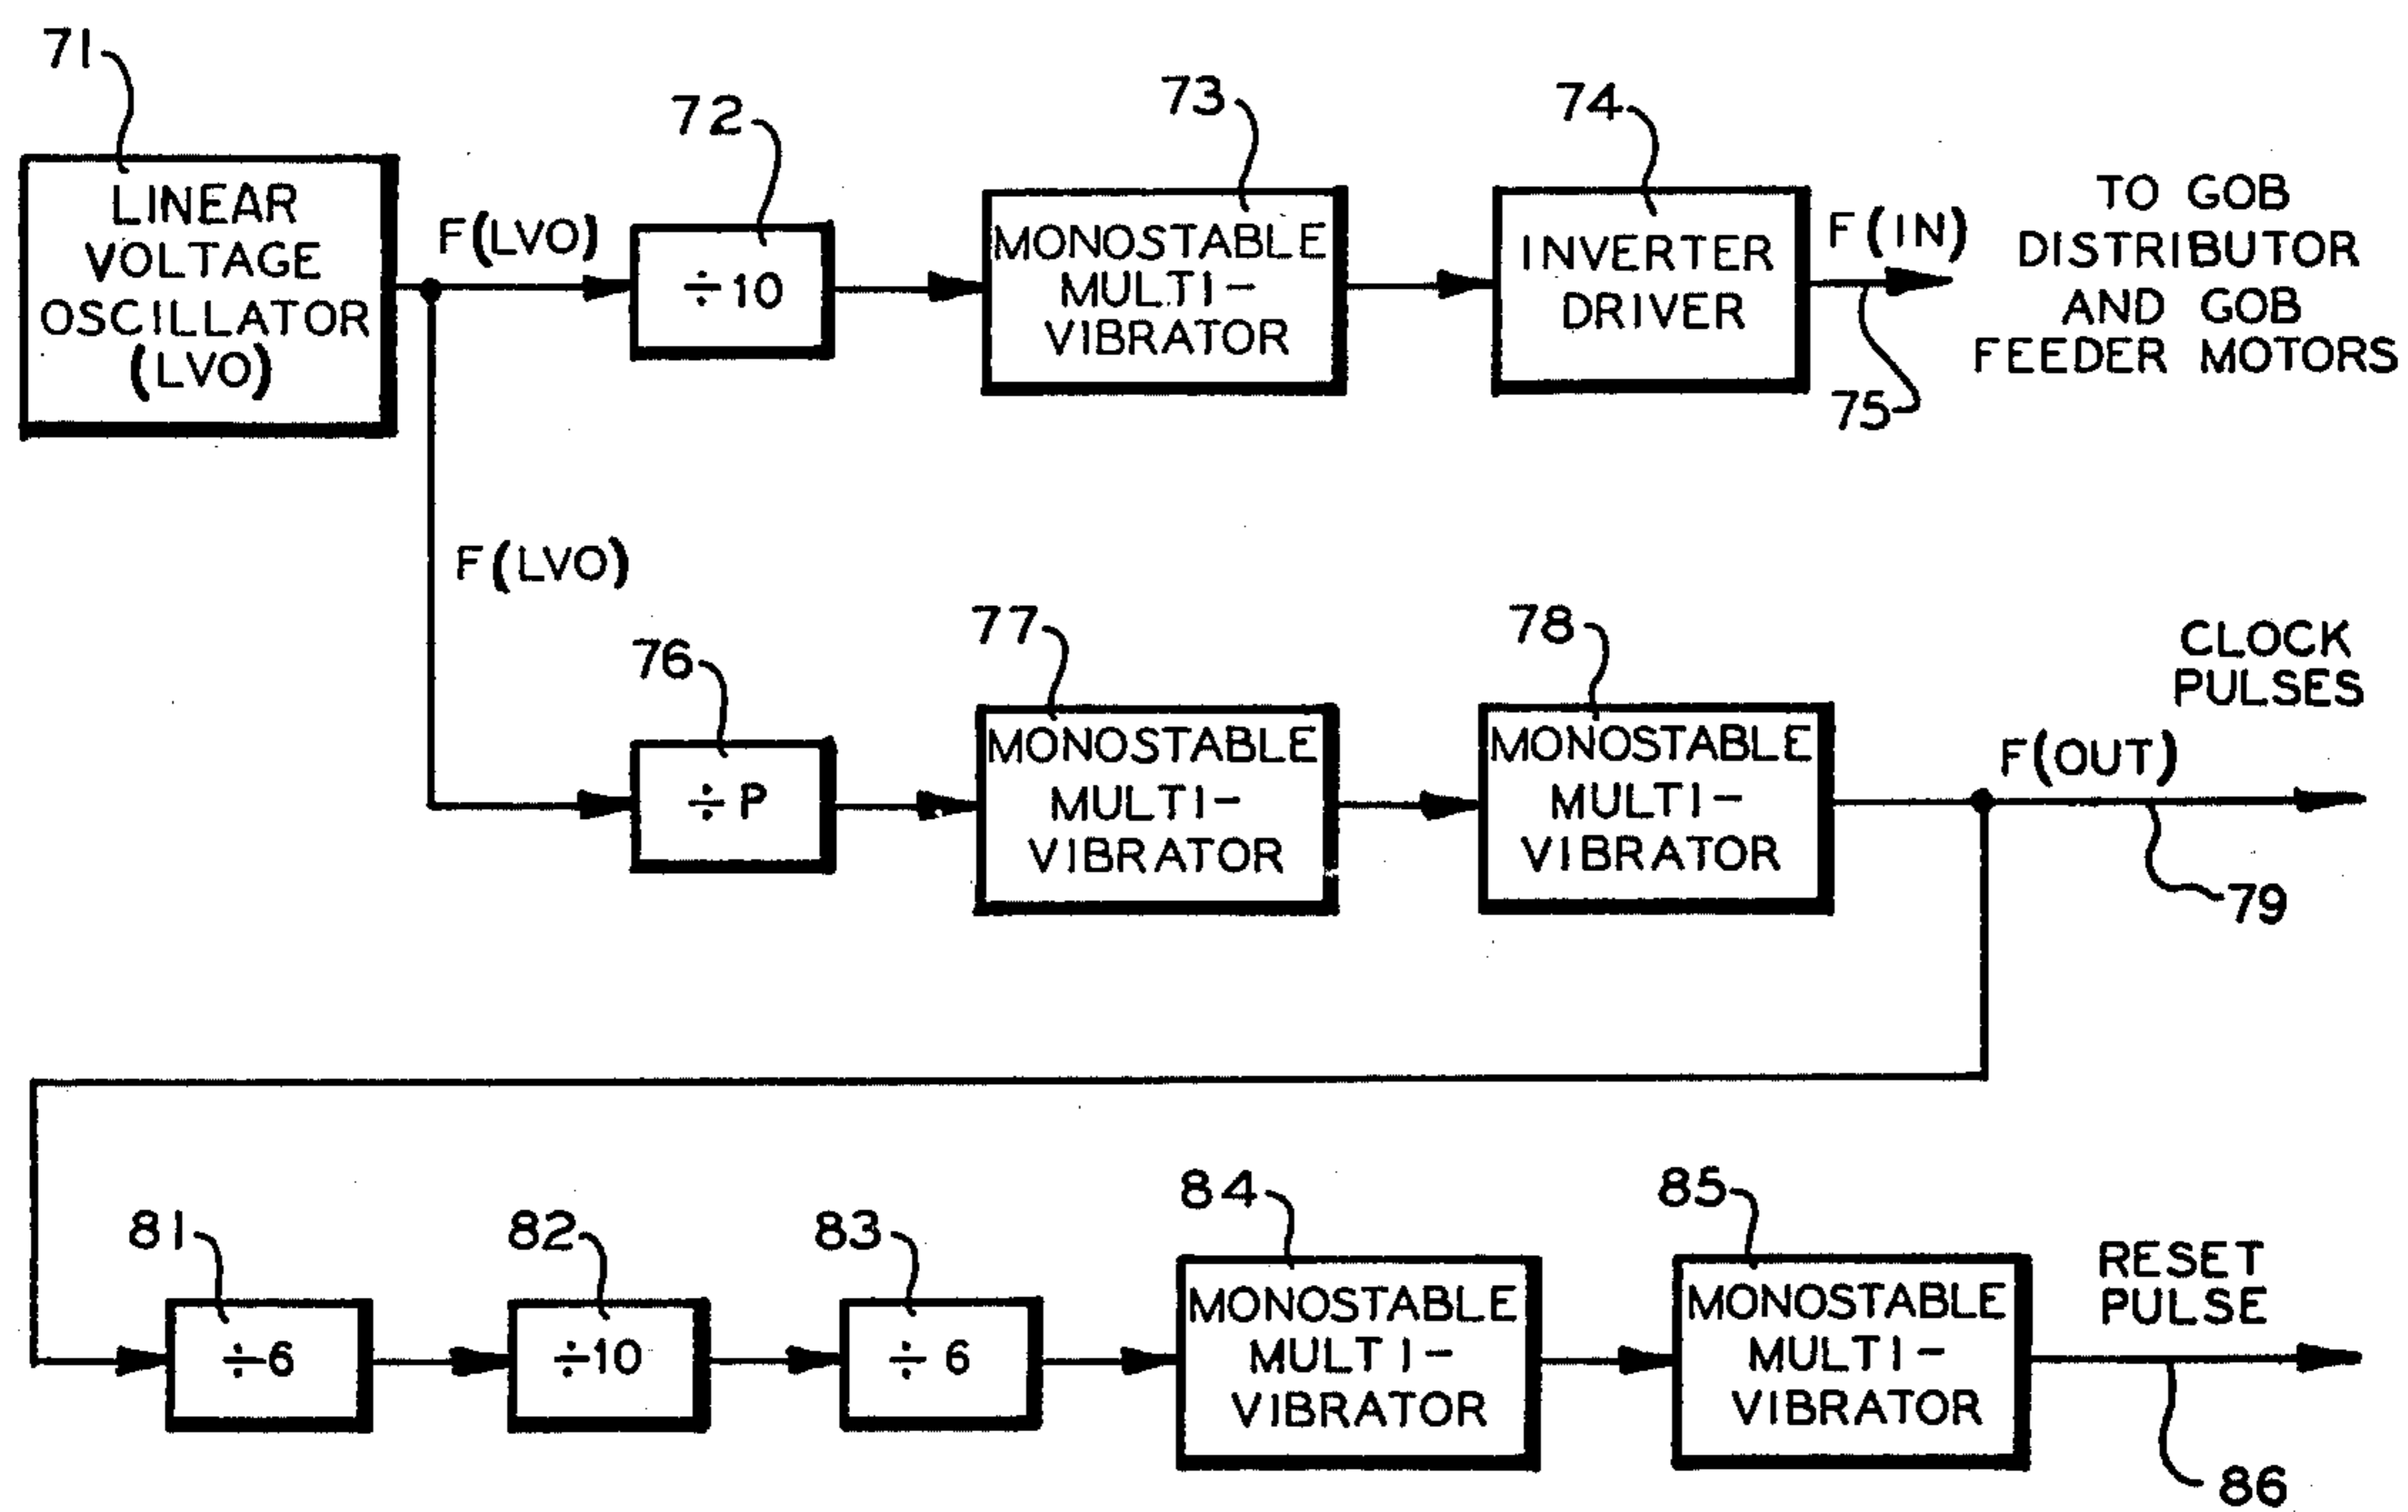 71
LINEAR
VOLTAGE
OSCILLATOR
(LVO)
F(LVO)
72
÷10
73
MONOSTABLE
MULTI-
VIBRATOR
74
INVERTER
DRIVER
F(IN)
75
TO GOB
DISTRIBUTOR
AND GOB
FEEDER MOTORS
F(LVO)
76
÷P
77
MONOSTABLE
MULTI-
VIBRATOR
78
MONOSTABLE
MULTI-
VIBRATOR
F(OUT)
CLOCK
PULSES
79
81
÷6
82
÷10
83
÷6
84
MONOSTABLE
MULTI-
VIBRATOR
85
MONOSTABLE
MULTI-
VIBRATOR
RESET
PULSE
86